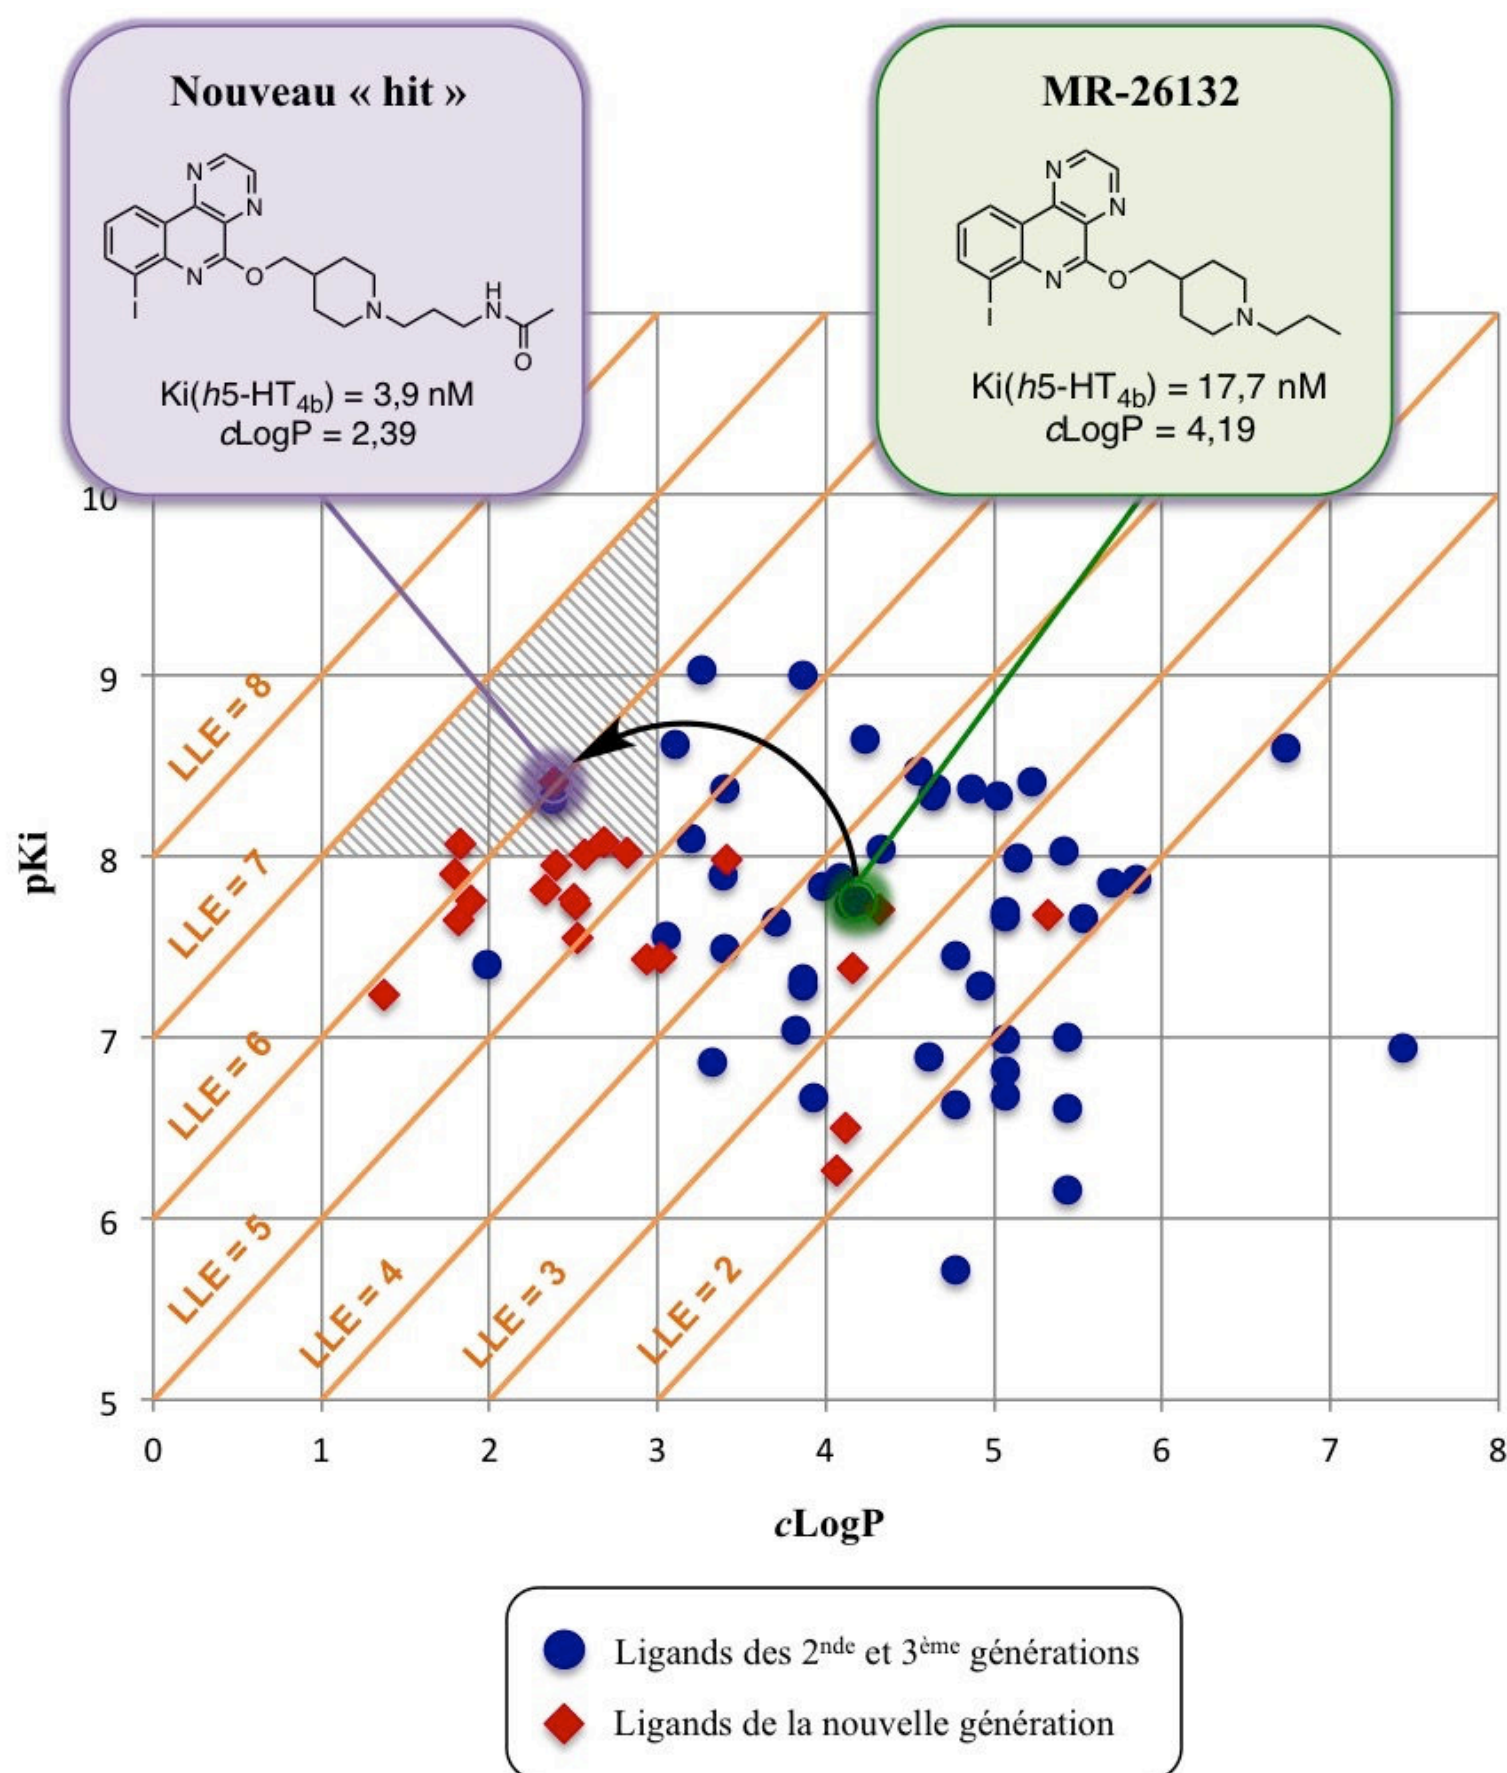 Nouveau « hit »
N
N
N
O
I
N
H
N
O
Ki(h5-HT4b) = 3,9 nM
cLogP = 2,39
MR-26132
N
N
N
O
I
N
Ki(h5-HT4b) = 17,7 nM
cLogP = 4,19
10
9
8
7
6
5
pKi
LLE = 8
LLE = 7
LLE = 6
LLE = 5
LLE = 4
LLE = 3
LLE = 2
0 1 2 3 4 5 6 7 8
cLogP
Ligands des 2nde et 3ème générations
Ligands de la nouvelle génération